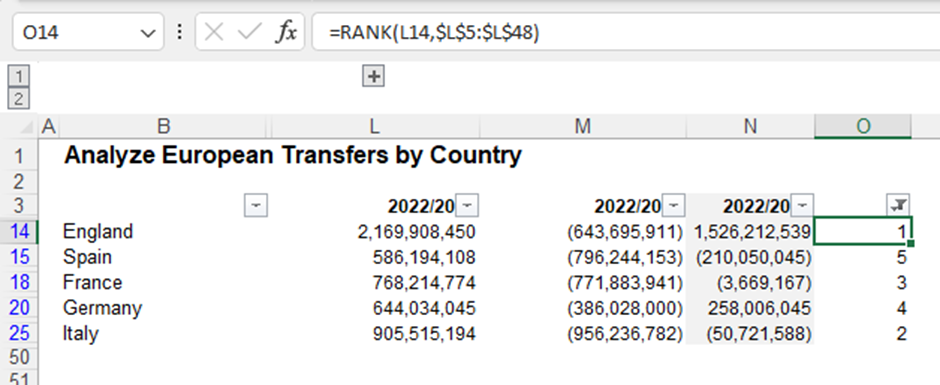 O14 fx =RANK(L14,$L$5:$L$48)
1
2
A B L M N O
1 Analyze European Transfers by Country
2
3 2022/20 2022/20 2022/20
14 England 2,169,908,450 (643,695,911) 1,526,212,539 1
15 Spain 586,194,108 (796,244,153) (210,050,045) 5
18 France 768,214,774 (771,883,941) (3,669,167) 3
20 Germany 644,034,045 (386,028,000) 258,006,045 4
25 Italy 905,515,194 (956,236,782) (50,721,588) 2
50
51